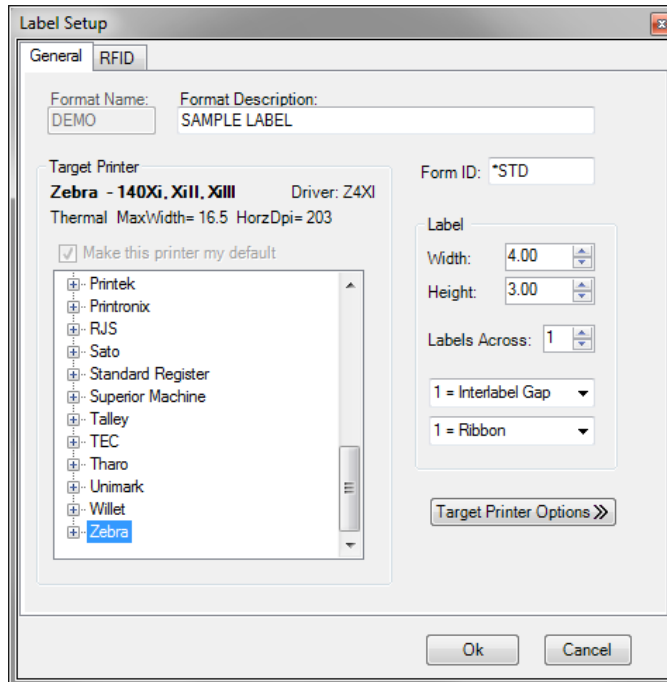 Label Setup
General RFID
Format Name: Format Description:
DEMO SAMPLE LABEL
Target Printer
Zebra - 140Xi, XiII, XiIII Driver: Z4XI
Thermal MaxWidth= 16.5 HorzDpi= 203
Make this printer my default
Printek
Printronix
RJS
Sato
Standard Register
Superior Machine
Talley
TEC
Tharo
Unimark
Willet
Zebra
Form ID: *STD
Label
Width: 4.00
Height: 3.00
Labels Across: 1
1 = Interlabel Gap
1 = Ribbon
Target Printer Options
Ok Cancel